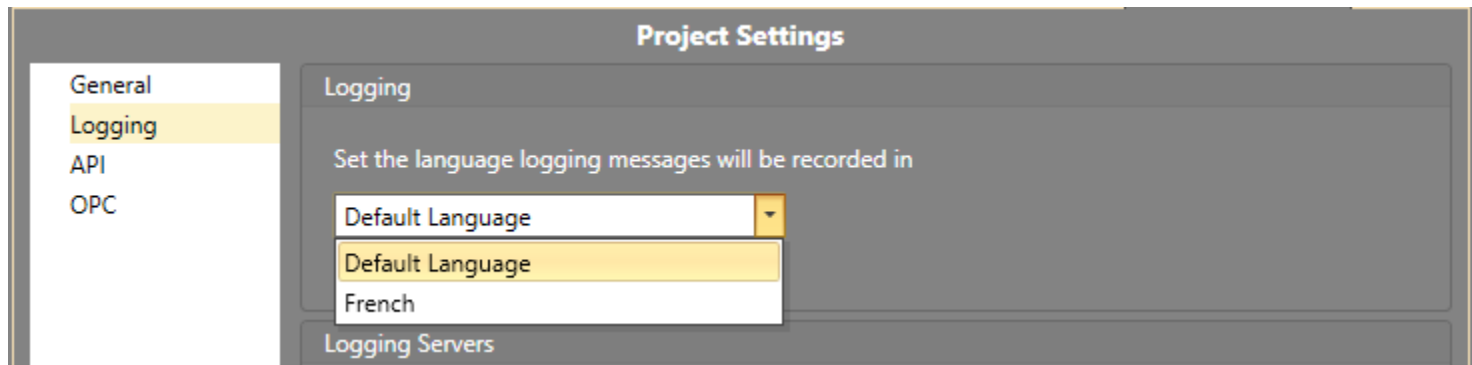 Project Settings
General
Logging
API
OPC
Logging
Set the language logging messages will be recorded in
Default Language
Default Language
French
Logging Servers